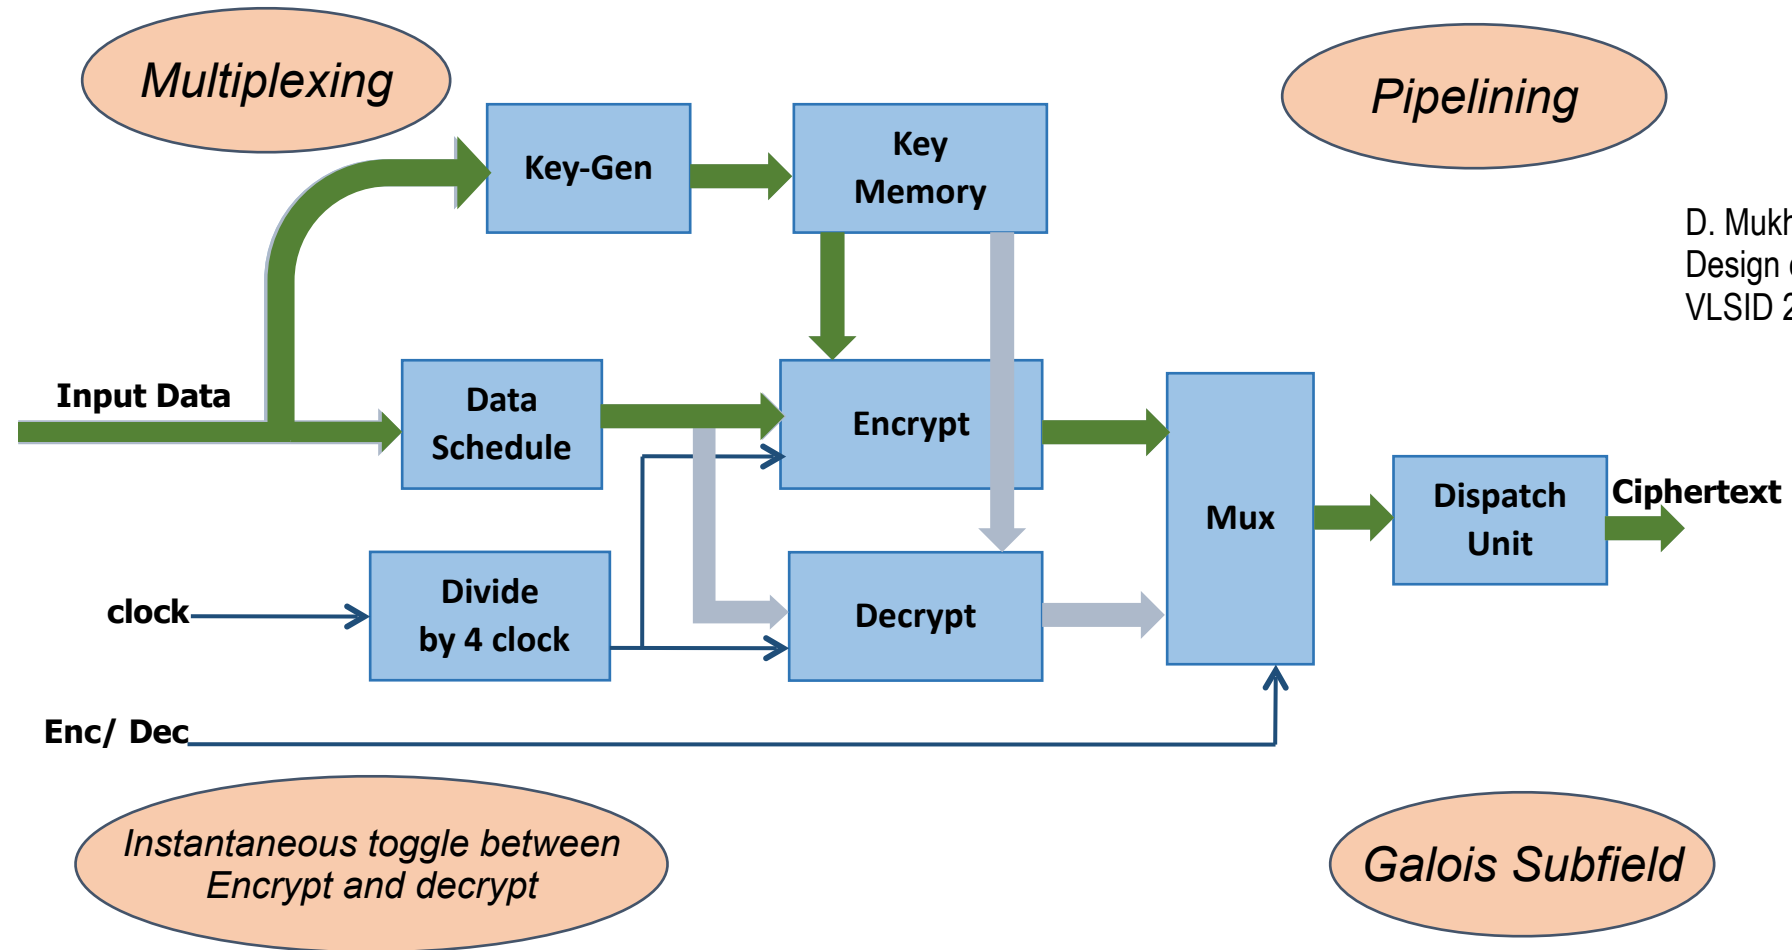 Multiplexing
Pipelining
Key-Gen
Key
Memory
D. Mukh
Design
VLSID 2
Input Data
Data
Schedule
Encrypt
Mux
Dispatch
Unit
Ciphertext
clock
Divide
by 4 clock
Decrypt
Enc/ Dec
Instantaneous toggle between
Encrypt and decrypt
Galois Subfield